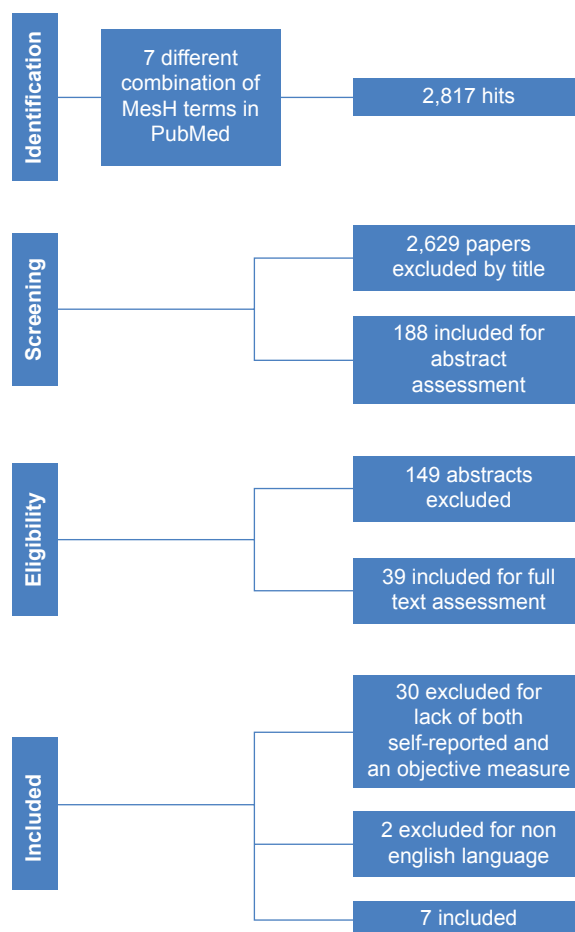 Identification
7 different
combination of
MesH terms in
PubMed
2,817 hits
Screening
2,629 papers
excluded by title
188 included for
abstract
assessment
Eligibility
149 abstracts
excluded
39 included for full
text assessment
Included
30 excluded for
lack of both
self-reported and
an objective measure
2 excluded for non
english language
7 included